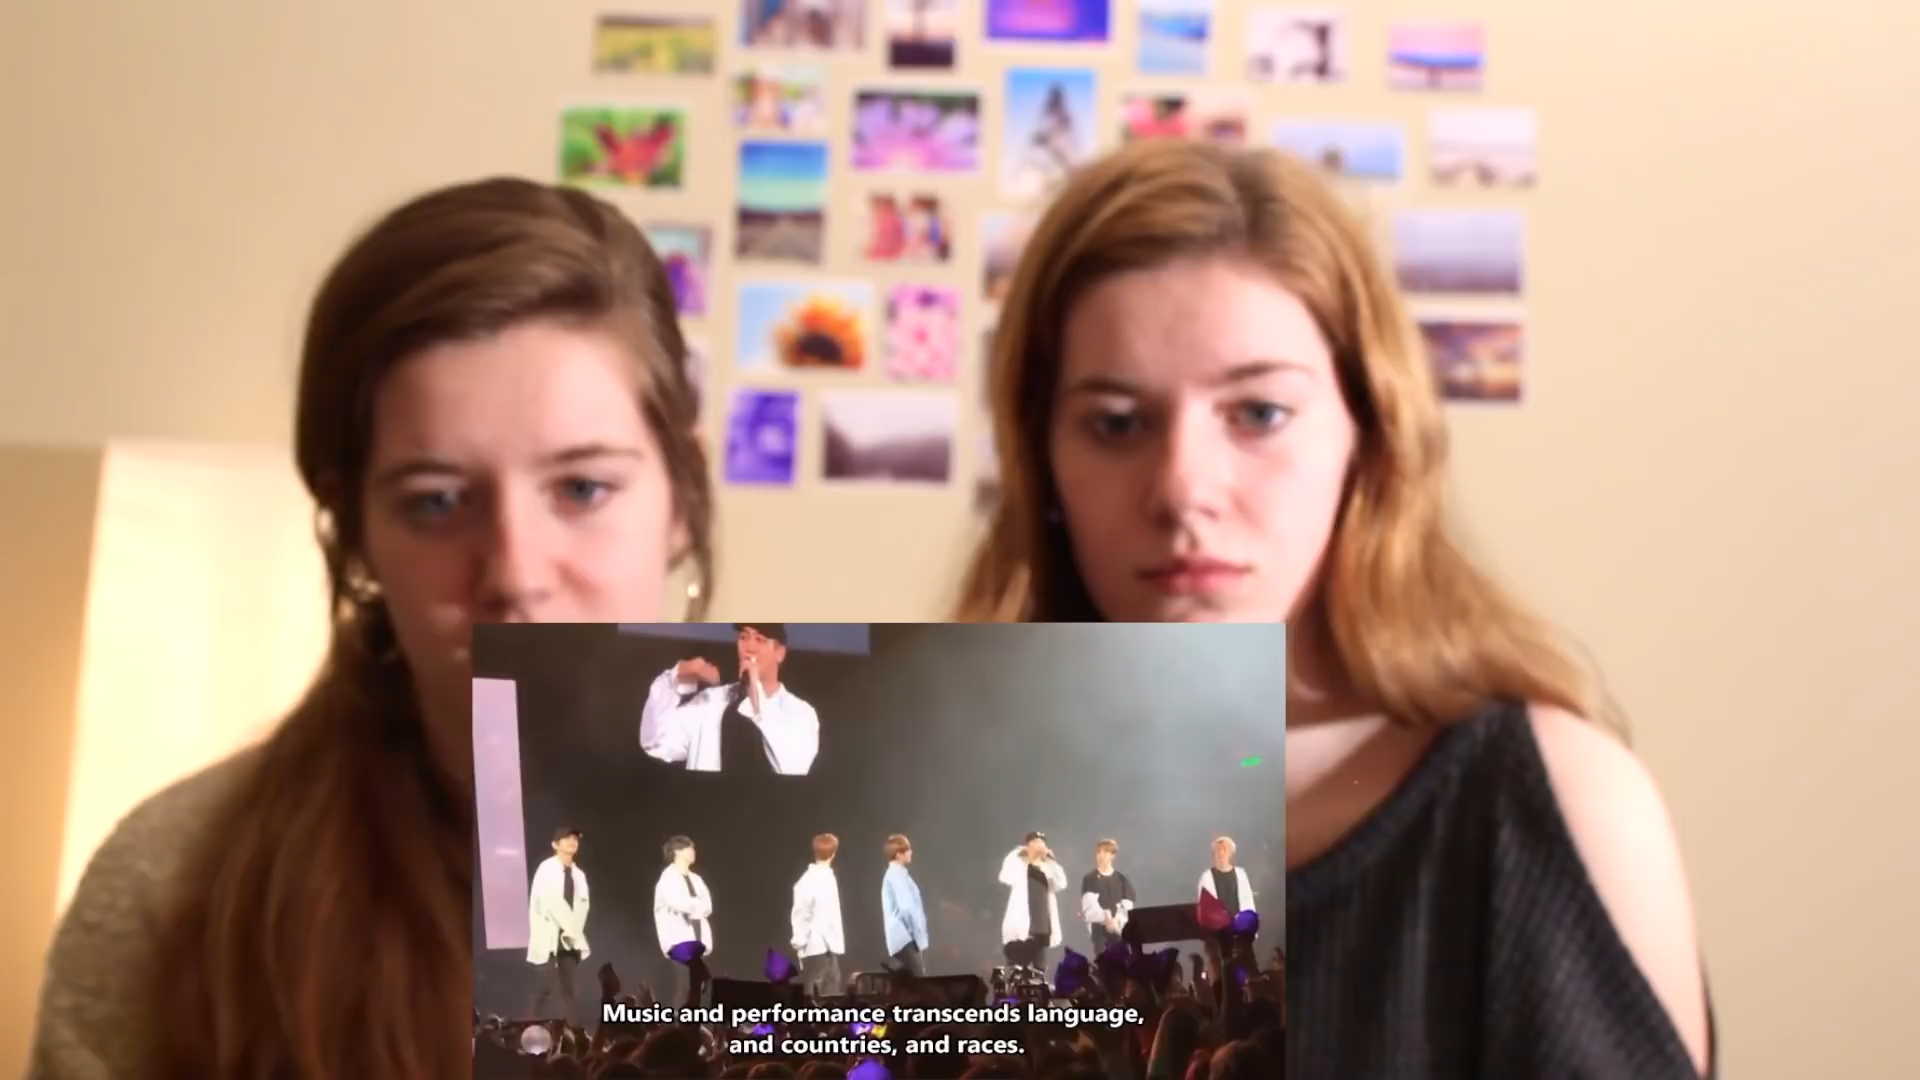 Music and performance transcends language,
and countries, and races.